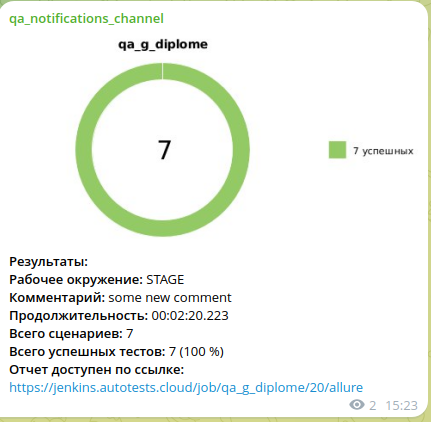 qa_notifications_channel
qa_g_diplome
7
7 успешных
Результаты:
Рабочее окружение: STAGE
Комментарий: some new comment
Продолжительность: 00:02:20.223
Всего сценариев: 7
Всего успешных тестов: 7 (100 %)
Отчет доступен по ссылке:
https://jenkins.autotests.cloud/job/qa_g_diplome/20/allure
2 15:23